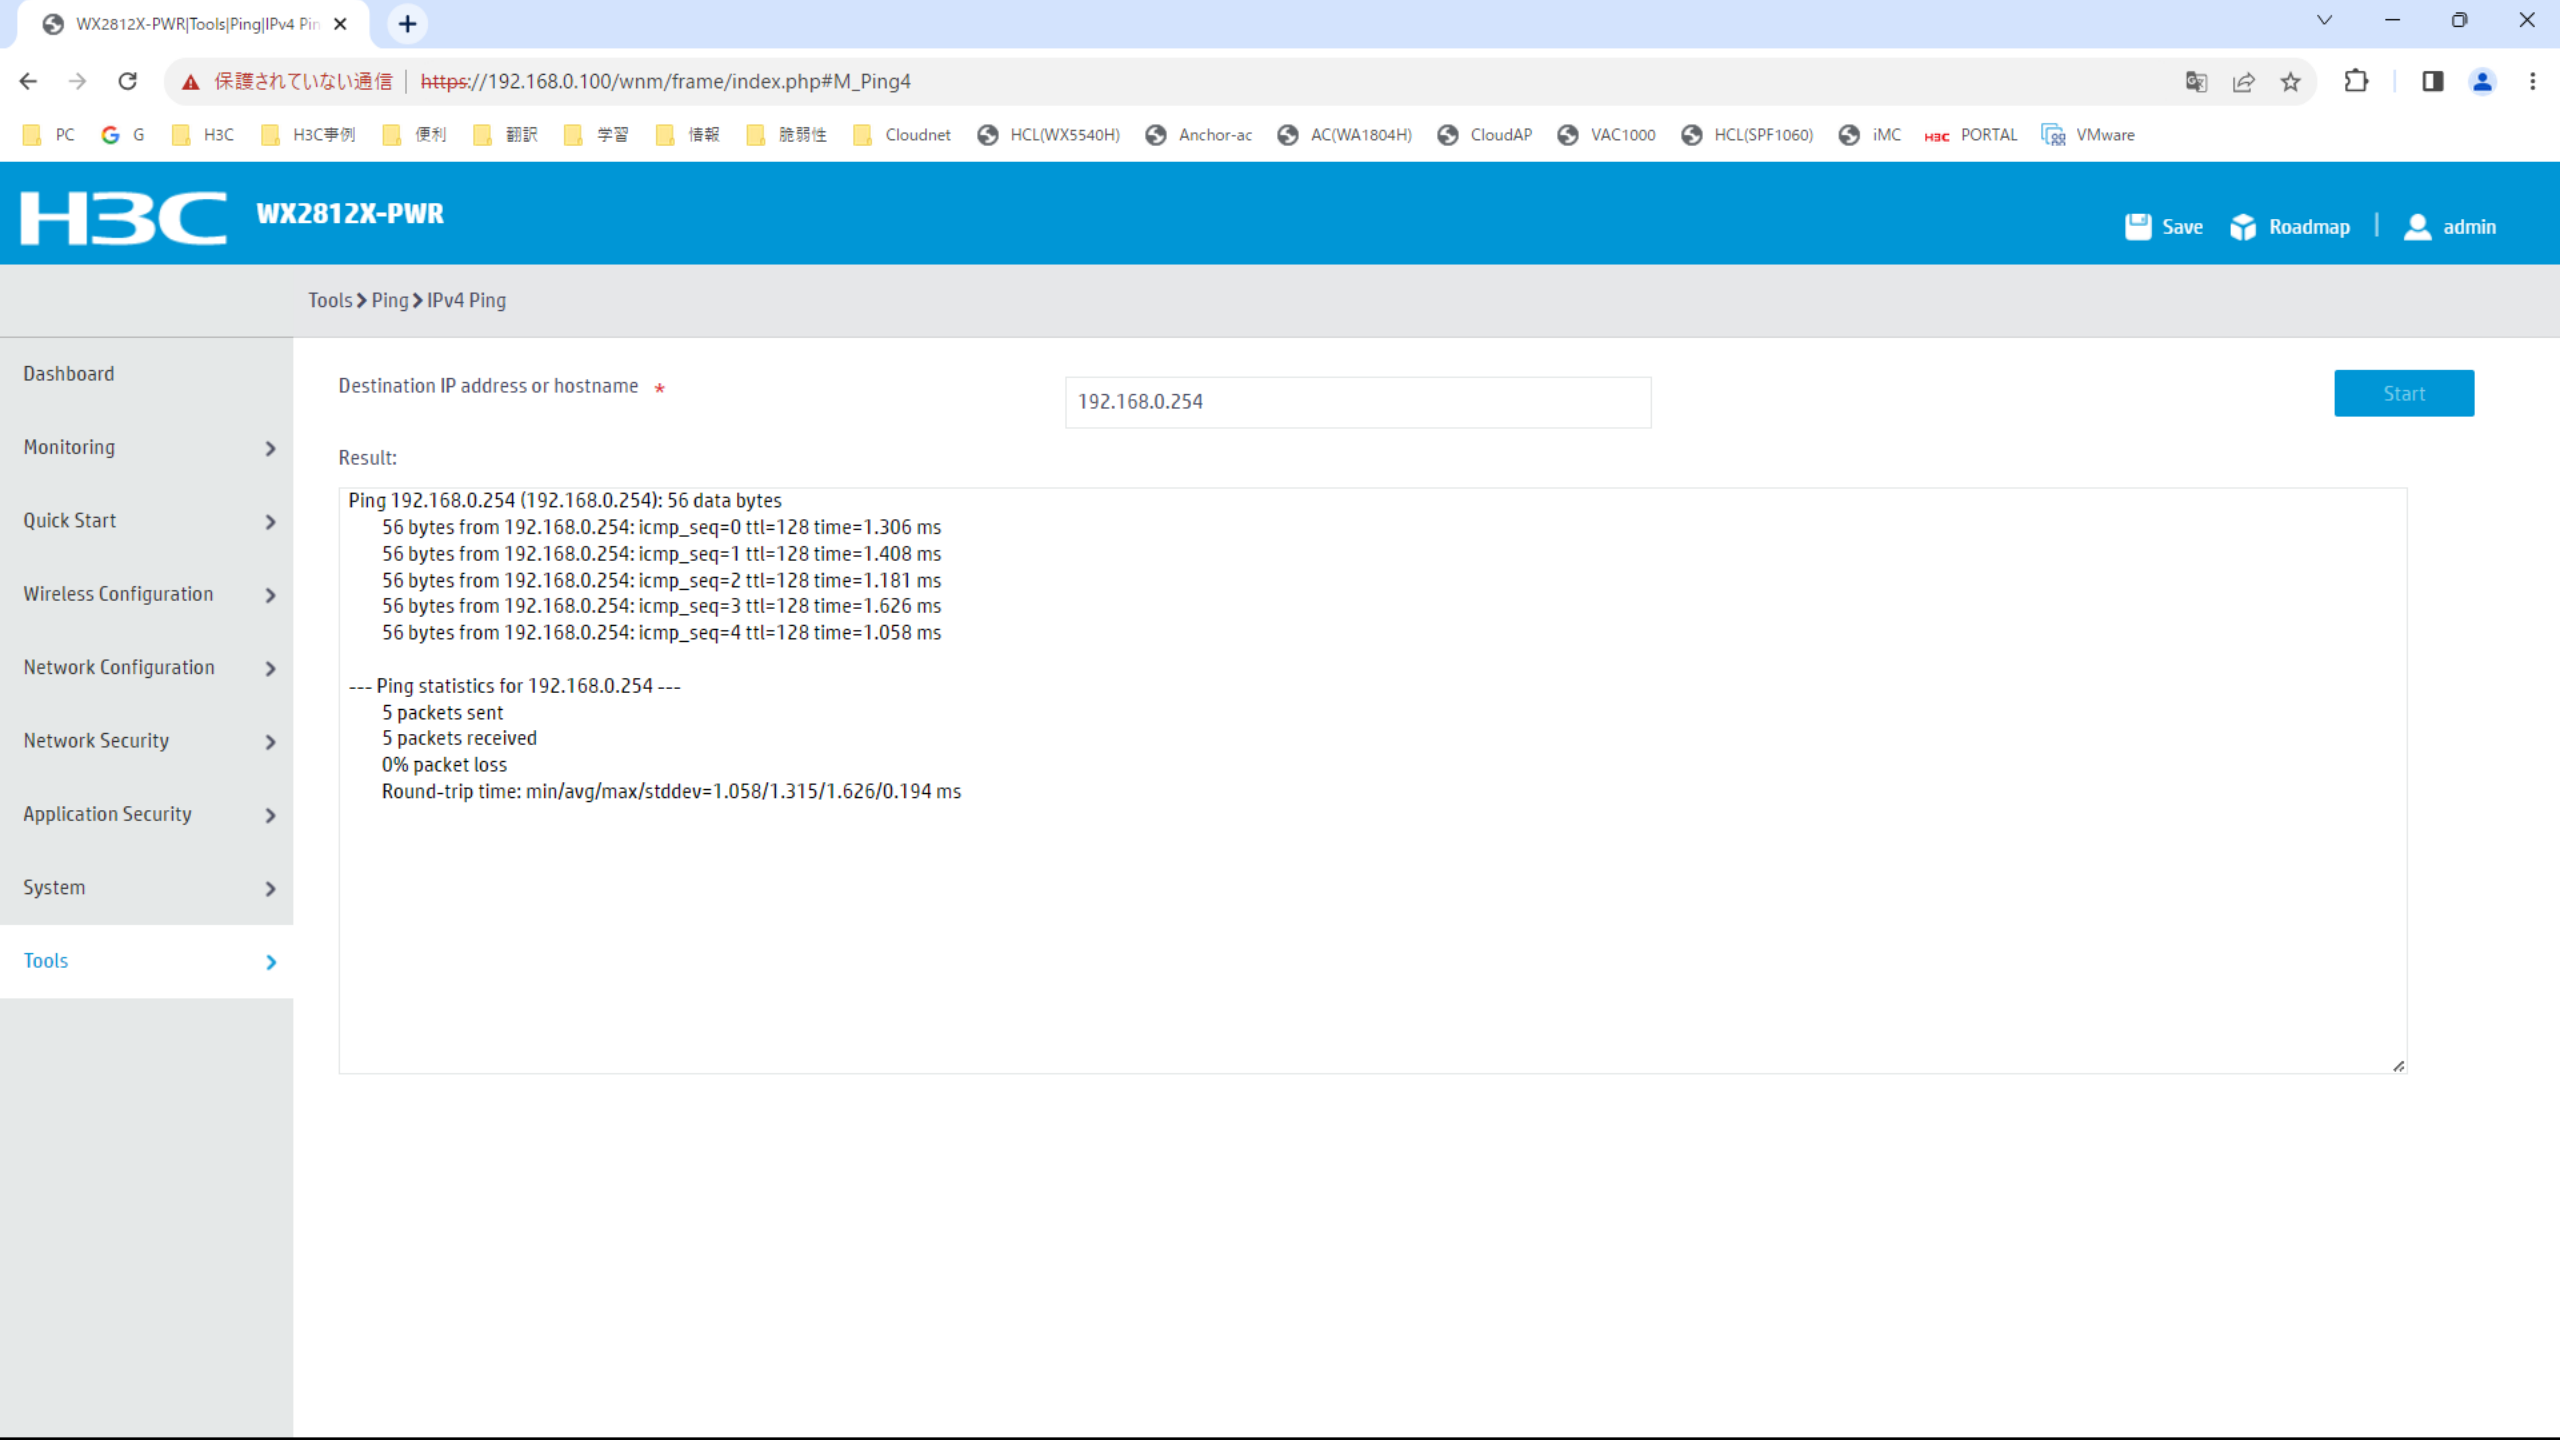 WX2812X-PWR|Tools|Ping|IPv4 Pin
保護されていない通信 https://192.168.0.100/wnm/frame/index.php#M_Ping4
PC G H3C H3C事例 便利 翻訳 学習 情報 脆弱性 Cloudnet HCL(WX5540H) Anchor-ac AC(WA1804H) CloudAP VAC1000 HCL(SPF1060) iMC H3C PORTAL VMware
H3C WX2812X-PWR
Save Roadmap admin
Tools > Ping > IPv4 Ping
Dashboard
Monitoring
Quick Start
Wireless Configuration
Network Configuration
Network Security
Application Security
System
Tools
Destination IP address or hostname * 192.168.0.254 Start
Result:
Ping 192.168.0.254 (192.168.0.254): 56 data bytes
56 bytes from 192.168.0.254: icmp_seq=0 ttl=128 time=1.306 ms
56 bytes from 192.168.0.254: icmp_seq=1 ttl=128 time=1.408 ms
56 bytes from 192.168.0.254: icmp_seq=2 ttl=128 time=1.181 ms
56 bytes from 192.168.0.254: icmp_seq=3 ttl=128 time=1.626 ms
56 bytes from 192.168.0.254: icmp_seq=4 ttl=128 time=1.058 ms
--- Ping statistics for 192.168.0.254 ---
5 packets sent
5 packets received
0% packet loss
Round-trip time: min/avg/max/stddev=1.058/1.315/1.626/0.194 ms